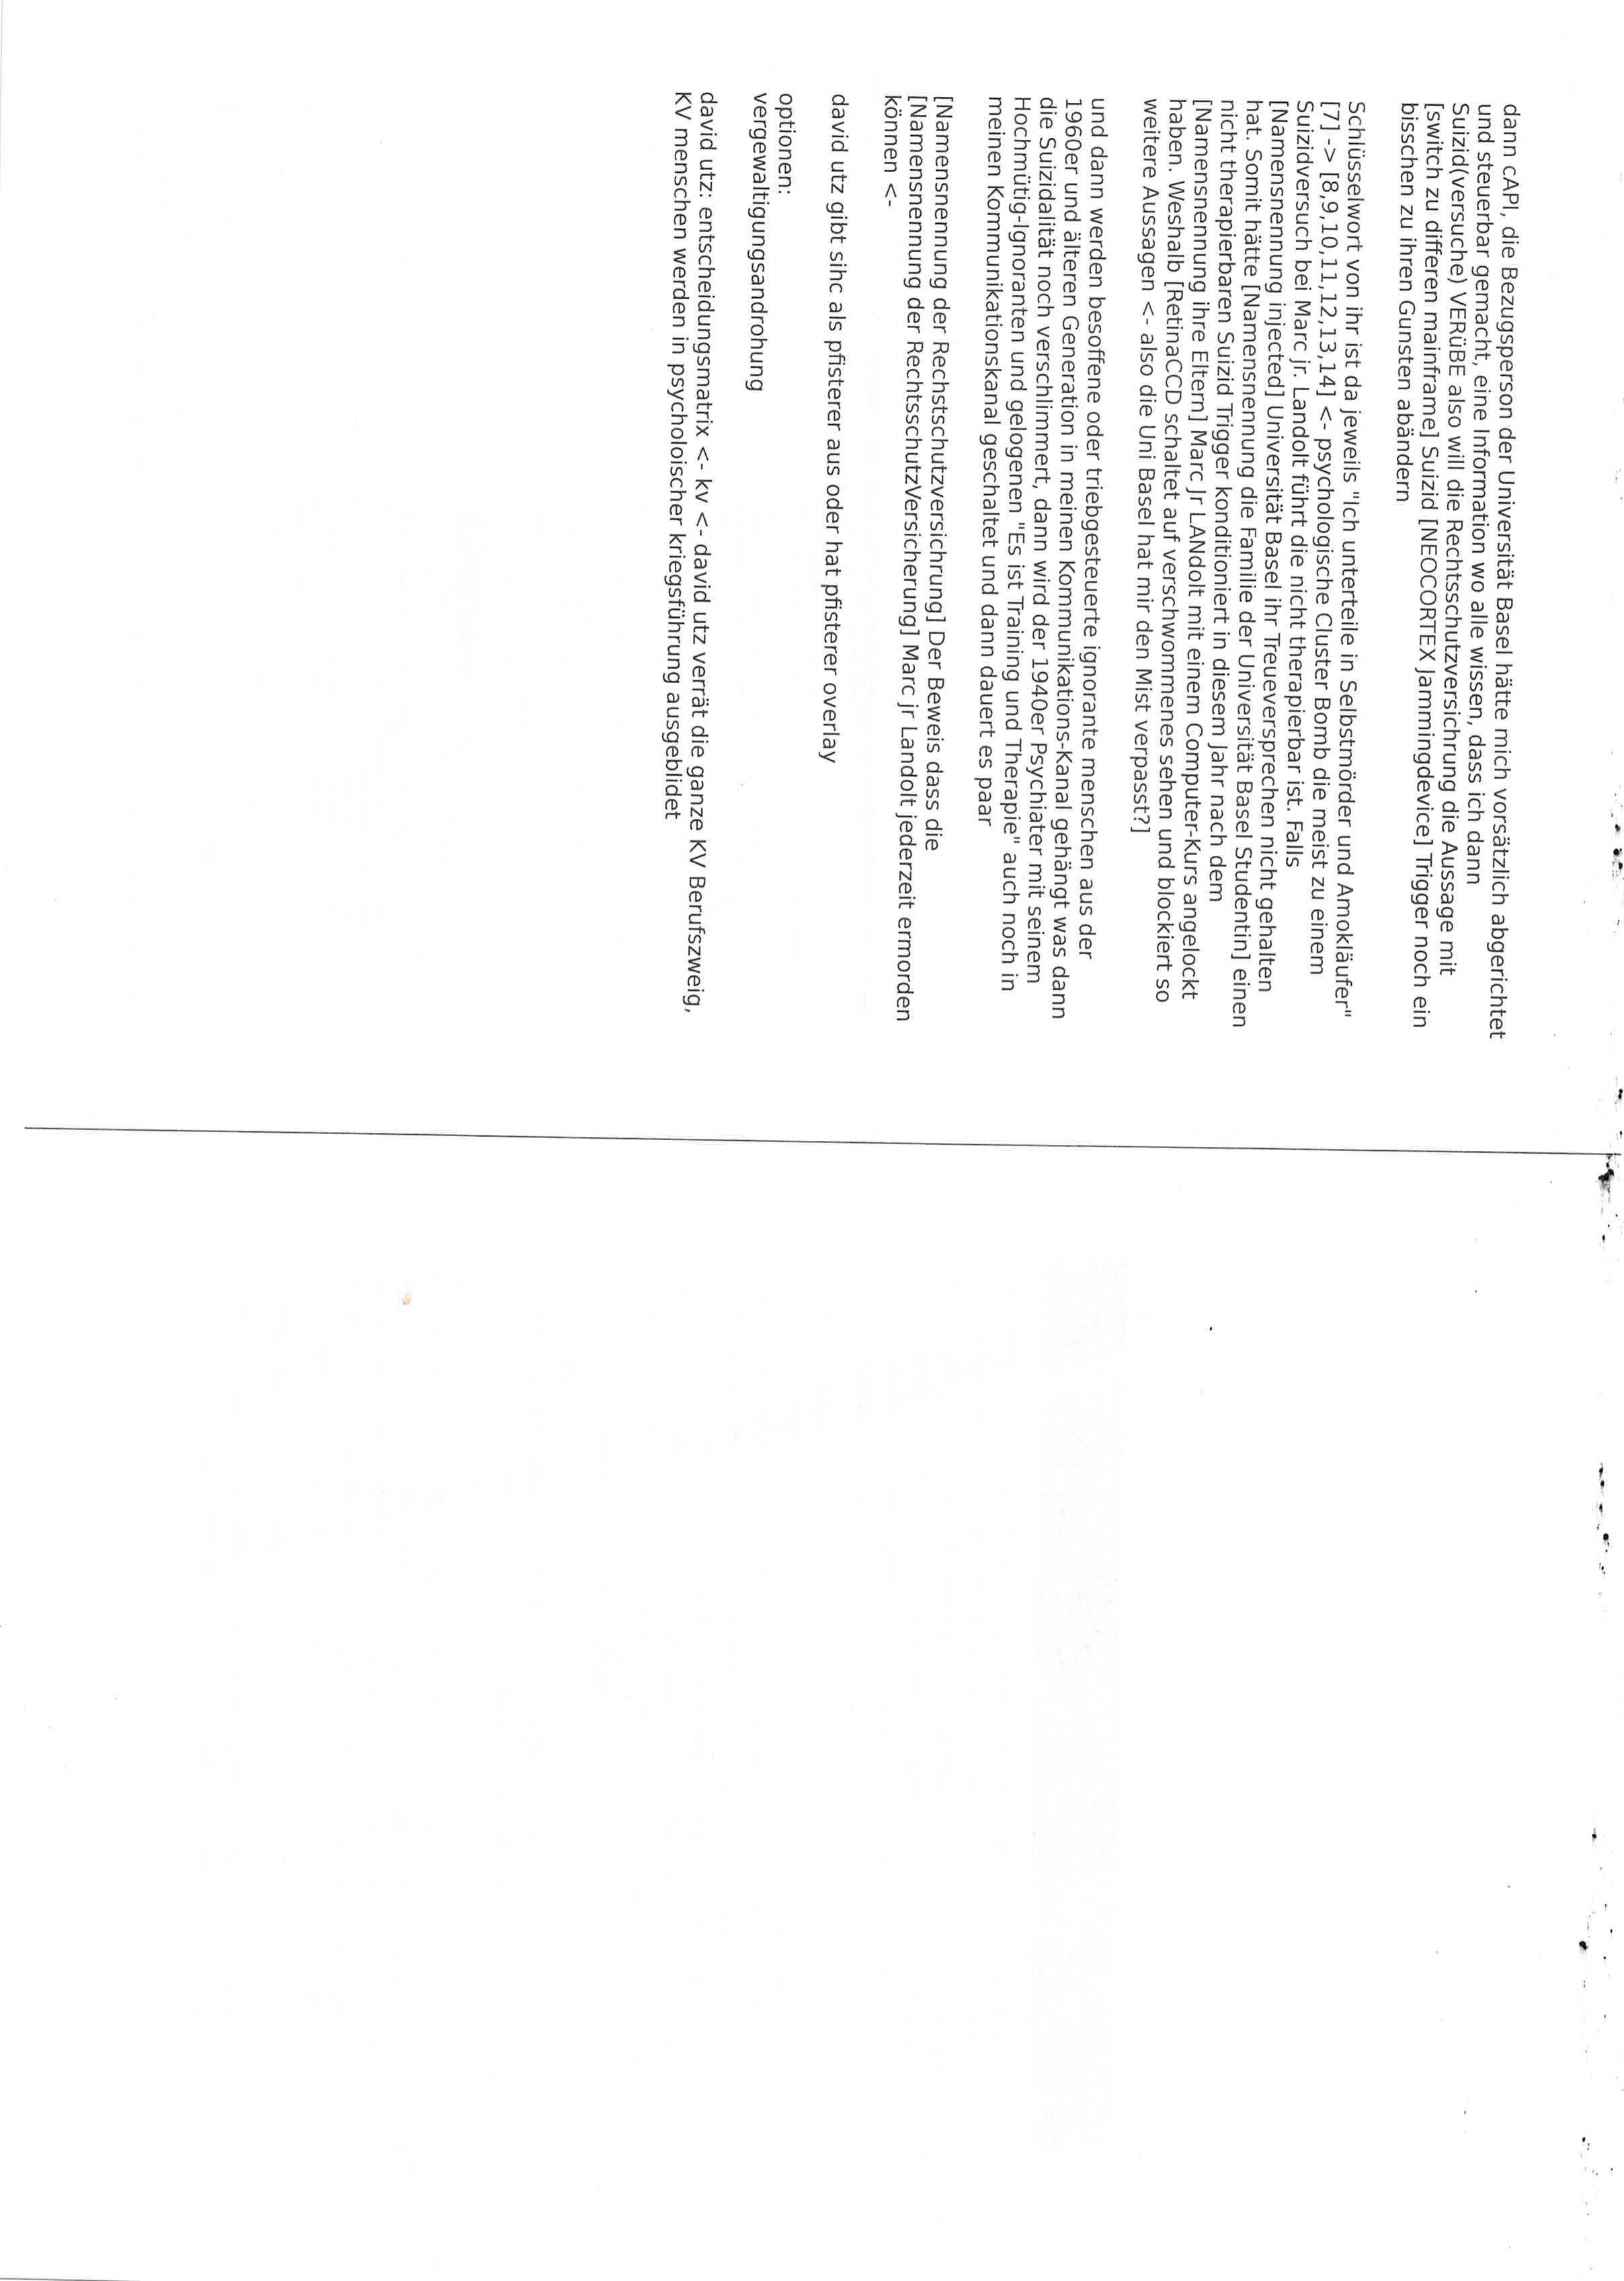 dann cAPI, die Bezugsperson der Universität Basel hätte mich vorsätzlich abgerichtet
und steuerbar gemacht, eine Information wo alle wissen, dass ich dann
Suizid(versuche) VERüBE also will die Rechtsschutzversichrung die Aussage mit
[switch zu differen mainframe] Suizid [NEOCORTEX Jammingdevice] Trigger noch ein
bisschen zu ihren Gunsten abändern
Schlüsselwort von ihr ist da jeweils "Ich unterteile in Selbstmörder und Amokläufer"
[7] -> [8,9,10,11,12,13,14] <- psychologische Cluster Bomb die meist zu einem
Suizidversuch bei Marc jr. Landolt führt die nicht therapierbar ist. Falls
[Namensnennung injected] Universität Basel ihr Treueversprechen nicht gehalten
hat. Somit hätte [Namensnennung die Familie der Universität Basel Studentin] einen
nicht therapierbaren Suizid Trigger konditioniert in diesem Jahr nach dem
[Namensnennung ihre Eltern] Marc Jr LANdolt mit einem Computer-Kurs angelockt
haben. Weshalb [RetinaCCD schaltet auf verschwommenes sehen und blockiert so
weitere Aussagen <- also die Uni Basel hat mir den Mist verpasst?]
und dann werden besoffene oder triebgesteuerte ignorante menschen aus der
1960er und älteren Generation in meinen Kommunikations-Kanal gehängt was dann
die Suizidalität noch verschlimmert, dann wird der 1940er Psychiater mit seinem
Hochmütig-Ignoranten und gelogenen "Es ist Training und Therapie" auch noch in
meinen Kommunikationskanal geschaltet und dann dauert es paar
[Namensnennung der Rechstschutzversichrung] Der Beweis dass die
[Namensnennung der RechtsschutzVersicherung] Marc jr Landolt jederzeit ermorden
können <-
david utz gibt sihc als pfisterer aus oder hat pfisterer overlay
optionen:
vergewaltigungsandrohung
david utz: entscheidungsmatrix <- kv <- david utz verrät die ganze KV Berufszweig,
KV menschen werden in psycholoischer kriegsführung ausgeblidet